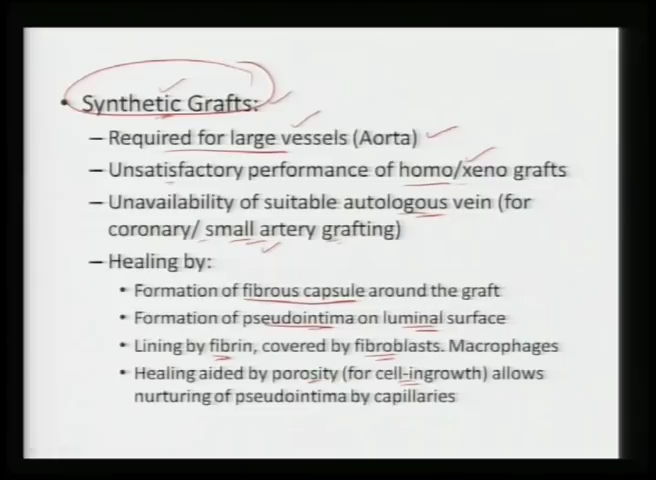 • Synthetic Grafts:
– Required for large vessels (Aorta)
– Unsatisfactory performance of homo/xeno grafts
– Unavailability of suitable autologous vein (for
coronary/ small artery grafting)
– Healing by:
• Formation of fibrous capsule around the graft
• Formation of pseudointima on luminal surface
• Lining by fibrin, covered by fibroblasts. Macrophages
• Healing aided by porosity (for cell-ingrowth) allows
nurturing of pseudointima by capillaries